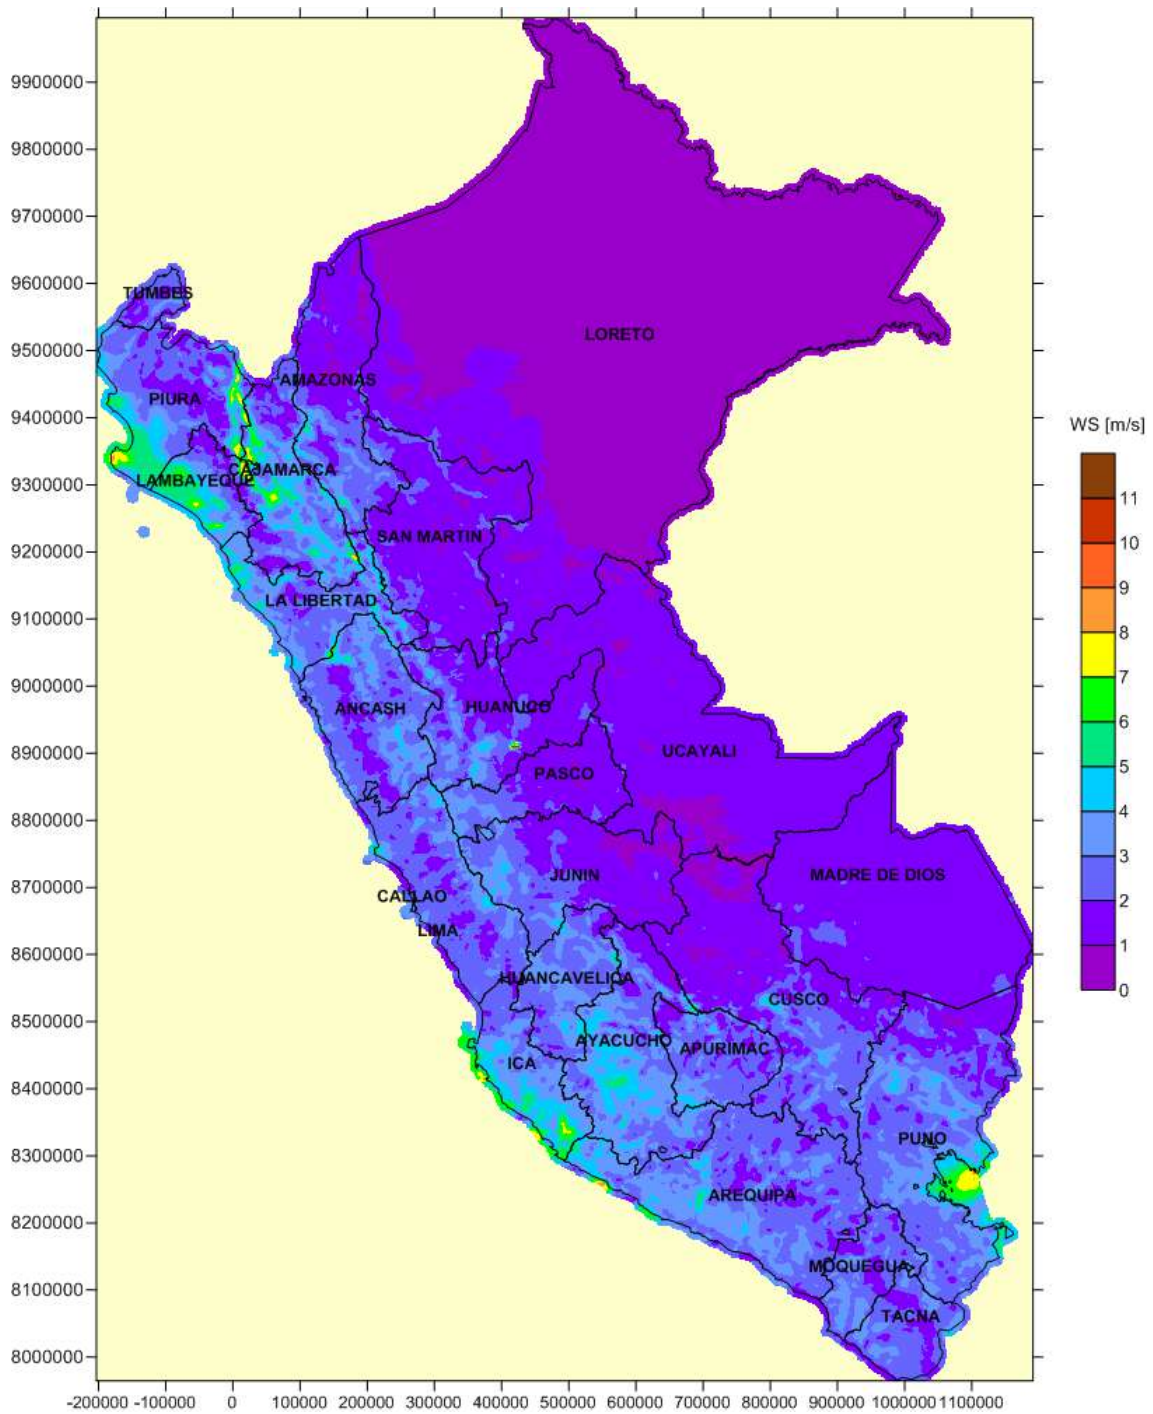 9900000
9800000
9700000
9600000
9500000
9400000
9300000
9200000
9100000
9000000
8900000
8800000
8700000
8600000
8500000
8400000
8300000
8200000
8100000
8000000
-200000 -100000 0 100000 200000 300000 400000 500000 600000 700000 800000 900000 1000000 1100000
TUMBES
LORETO
AMAZONAS
PIURA
CAJAMARCA
LAMBAYEQUE
SAN MARTIN
LA LIBERTAD
ANCASH
HUANUCO
UCAYALI
PASCO
JUNIN
MADRE DE DIOS
CALLAO
LIMA
HUANCAVELICA
CUSCO
AYACUCHO
APURIMAC
ICA
PUNO
AREQUIPA
MOQUEGUA
TACNA
WS [m/s]
11
10
9
8
7
6
5
4
3
2
1
0